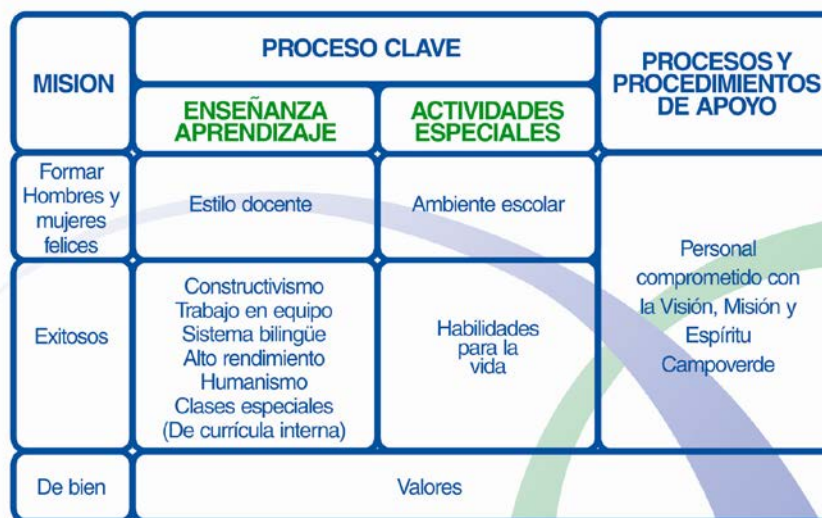 MISION
PROCESO CLAVE
ENSEÑANZA
APRENDIZAJE
ACTIVIDADES
ESPECIALES
PROCESOS Y
PROCEDIMIENTOS
DE APOYO
Formar
Hombres y
mujeres
felices
Estilo docente
Ambiente escolar
Personal
comprometido con
la Visión, Misión y
Espíritu
Campoverde
Exitosos
Constructivismo
Trabajo en equipo
Sistema bilingüe
Alto rendimiento
Humanismo
Clases especiales
(De currícula interna)
Habilidades
para la
vida
De bien
Valores